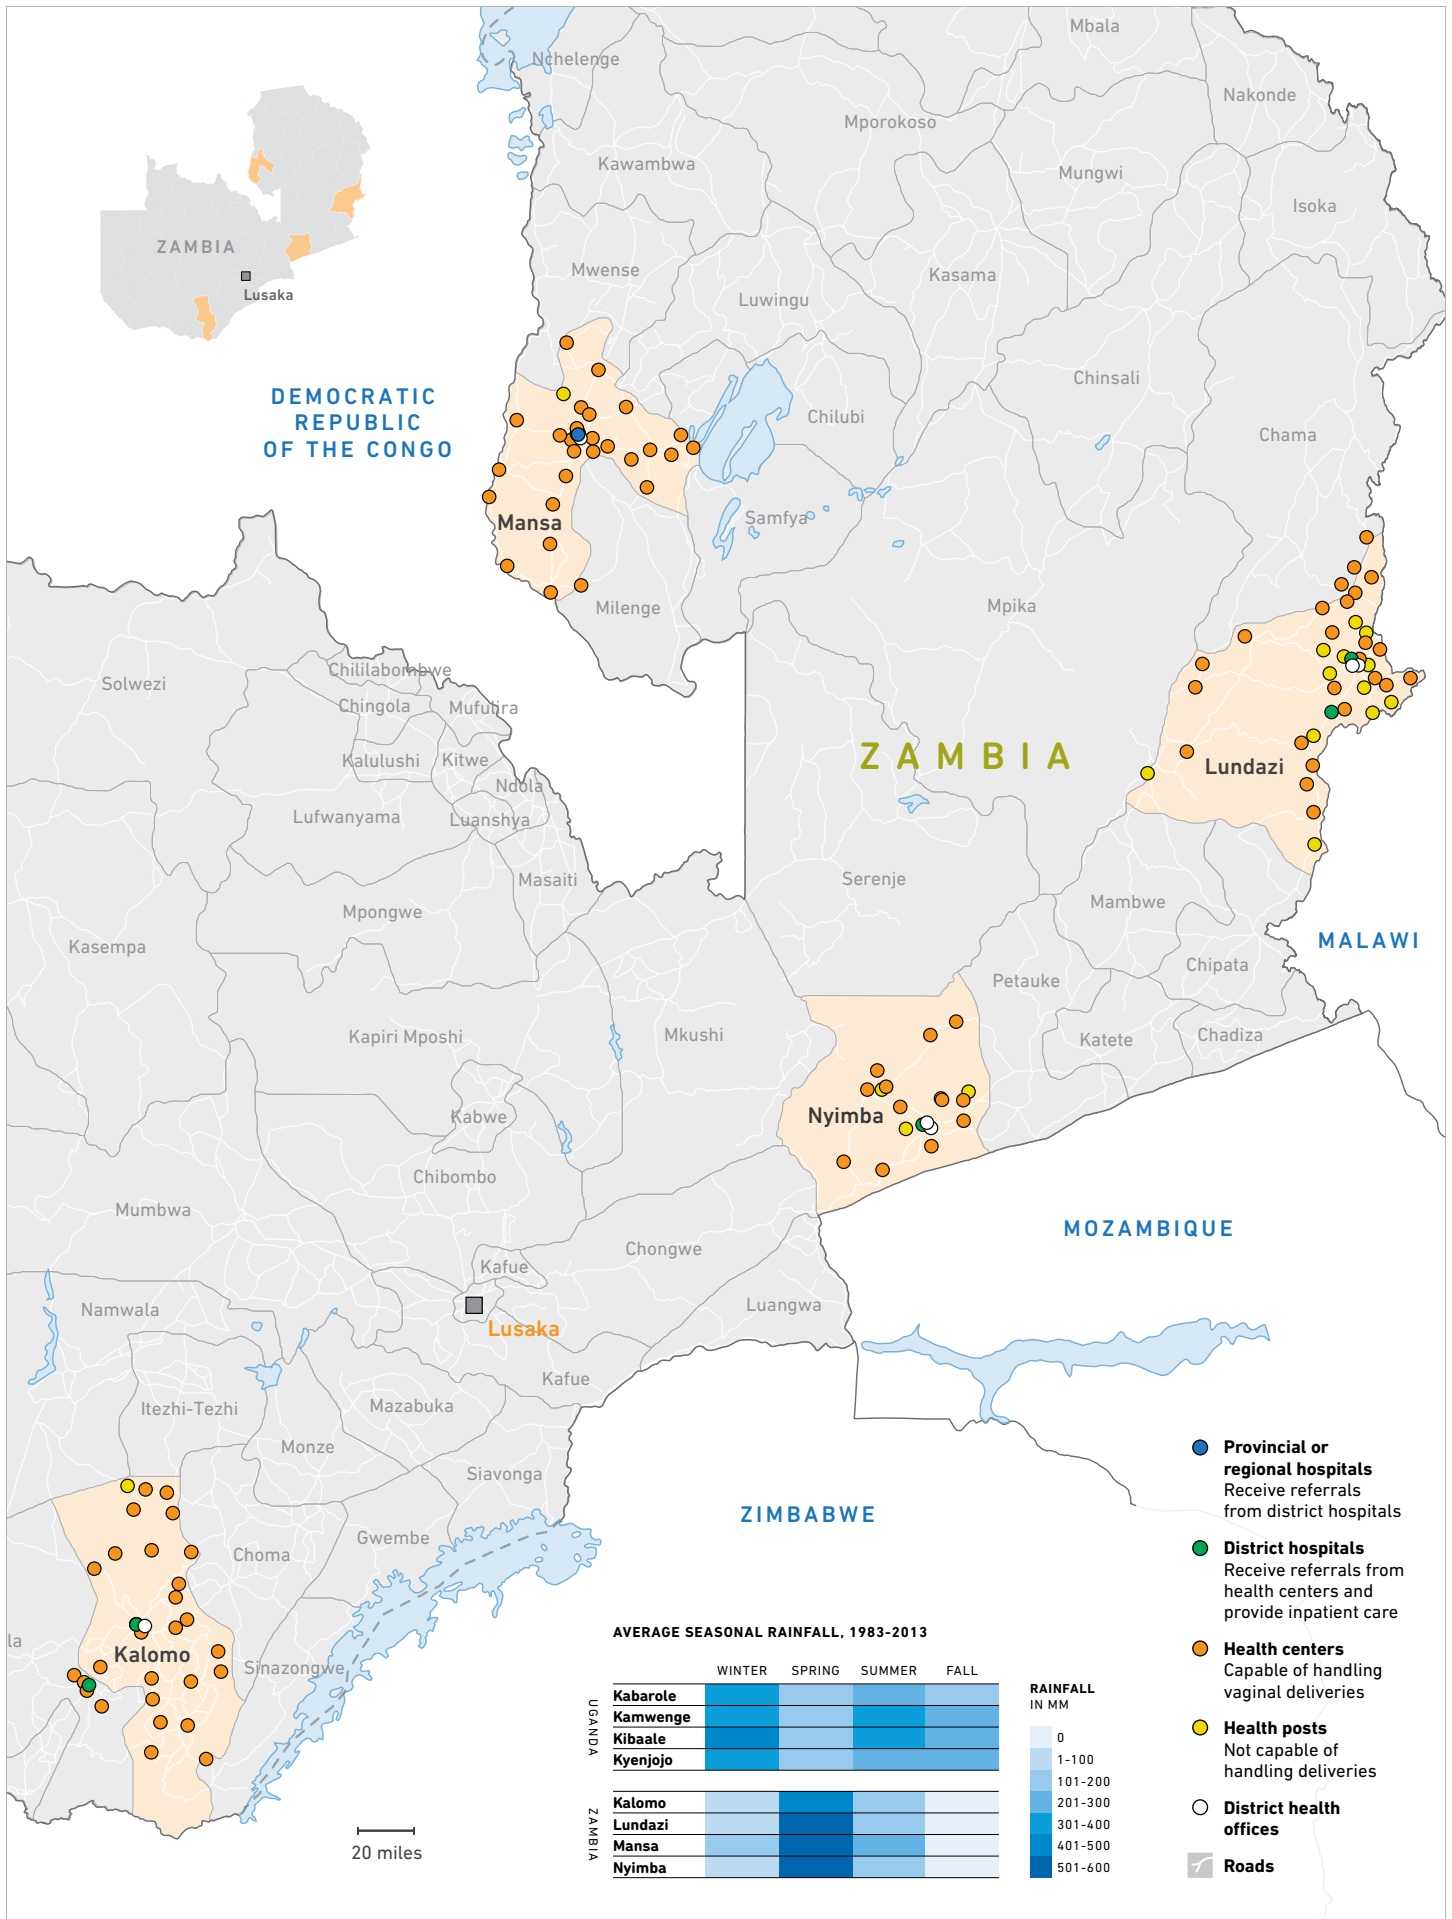 Mbala
Nchelenge
Nakonde
Mporokoso
Kawambwa
Mungwi
Isoka
ZAMBIA
Mwense
Kasama
Lusaka
Luwingu
DEMOCRATIC
REPUBLIC
OF THE CONGO
Chinsali
Chilubi
Chama
Mansa
Samfya
Milenge
Mpika
Chililabombwe
Solwezi
Chingola
Mufulira
ZAMBIA
Kalulushi
Kitwe
Lundazi
Ndola
Lufwanyama
Luanshya
Masaiti
Serenje
Mambwe
Mpongwe
MALAWI
Kasempa
Chipata
Petauke
Kapiri Mposhi
Mkushi
Katete
Chadiza
Kabwe
Nyimba
Chibombo
Mumbwa
MOZAMBIQUE
Chongwe
Kafue
Namwala
Luangwa
Lusaka
Kafue
Itezhi-Tezhi
Mazabuka
Monze
Siavonga
ZIMBABWE
Gwembe
Choma
la
Kalomo
Sinazongwe
20 miles
AVERAGE SEASONAL RAINFALL, 1983-2013
WINTER SPRING SUMMER FALL
UGANDA
Kabarole
Kamwenge
Kibaale
Kyenjojo
ZAMBIA
Kalomo
Lundazi
Mansa
Nyimba
RAINFALL
IN MM
0
1-100
101-200
201-300
301-400
401-500
501-600
Provincial or
regional hospitals
Receive referrals
from district hospitals
District hospitals
Receive referrals from
health centers and
provide inpatient care
Health centers
Capable of handling
vaginal deliveries
Health posts
Not capable of
handling deliveries
District health
offices
Roads